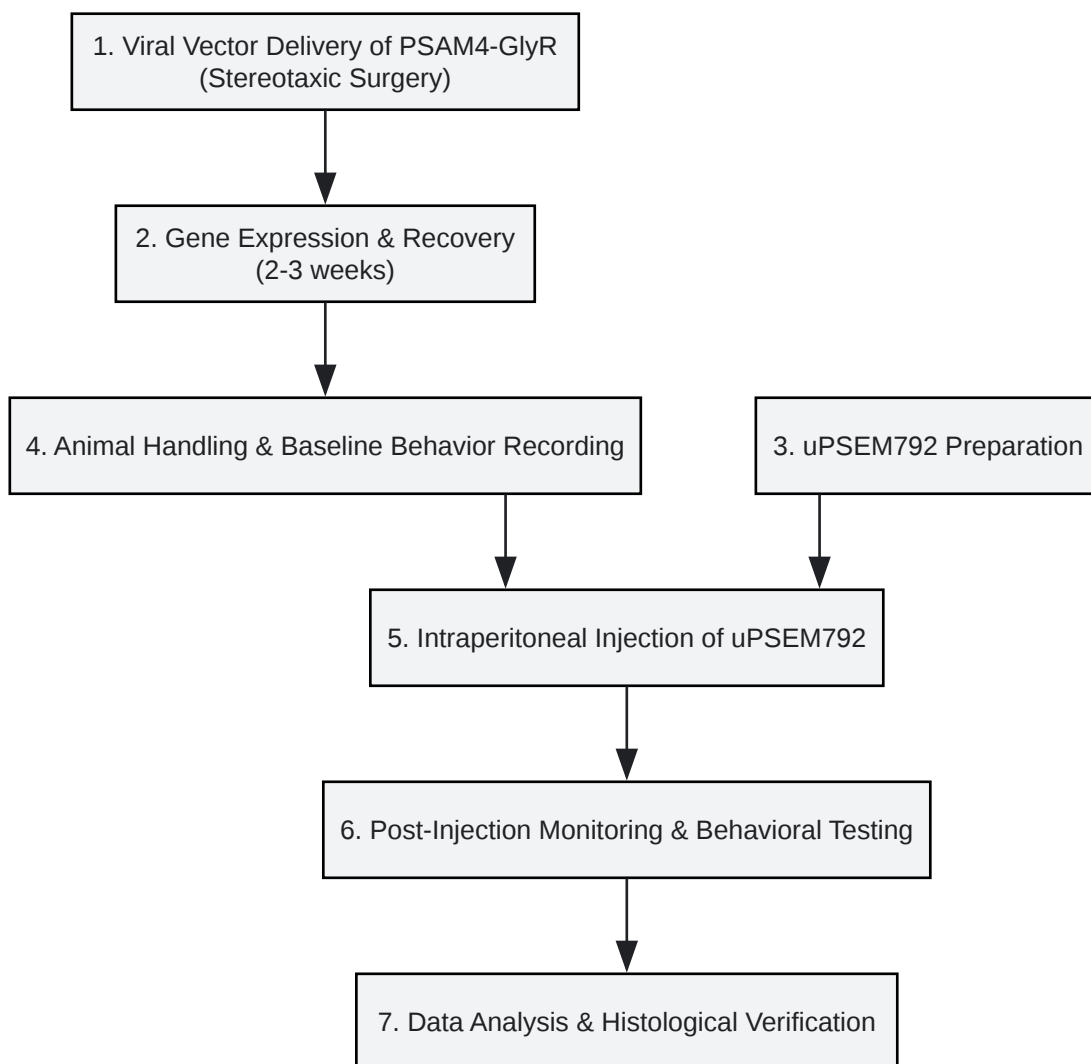 1. Viral Vector Delivery of PSAM4-GlyR
(Stereotaxic Surgery)
2. Gene Expression & Recovery
(2-3 weeks)
4. Animal Handling & Baseline Behavior Recording
3. uPSEM792 Preparation
5. Intraperitoneal Injection of uPSEM792
6. Post-Injection Monitoring & Behavioral Testing
7. Data Analysis & Histological Verification